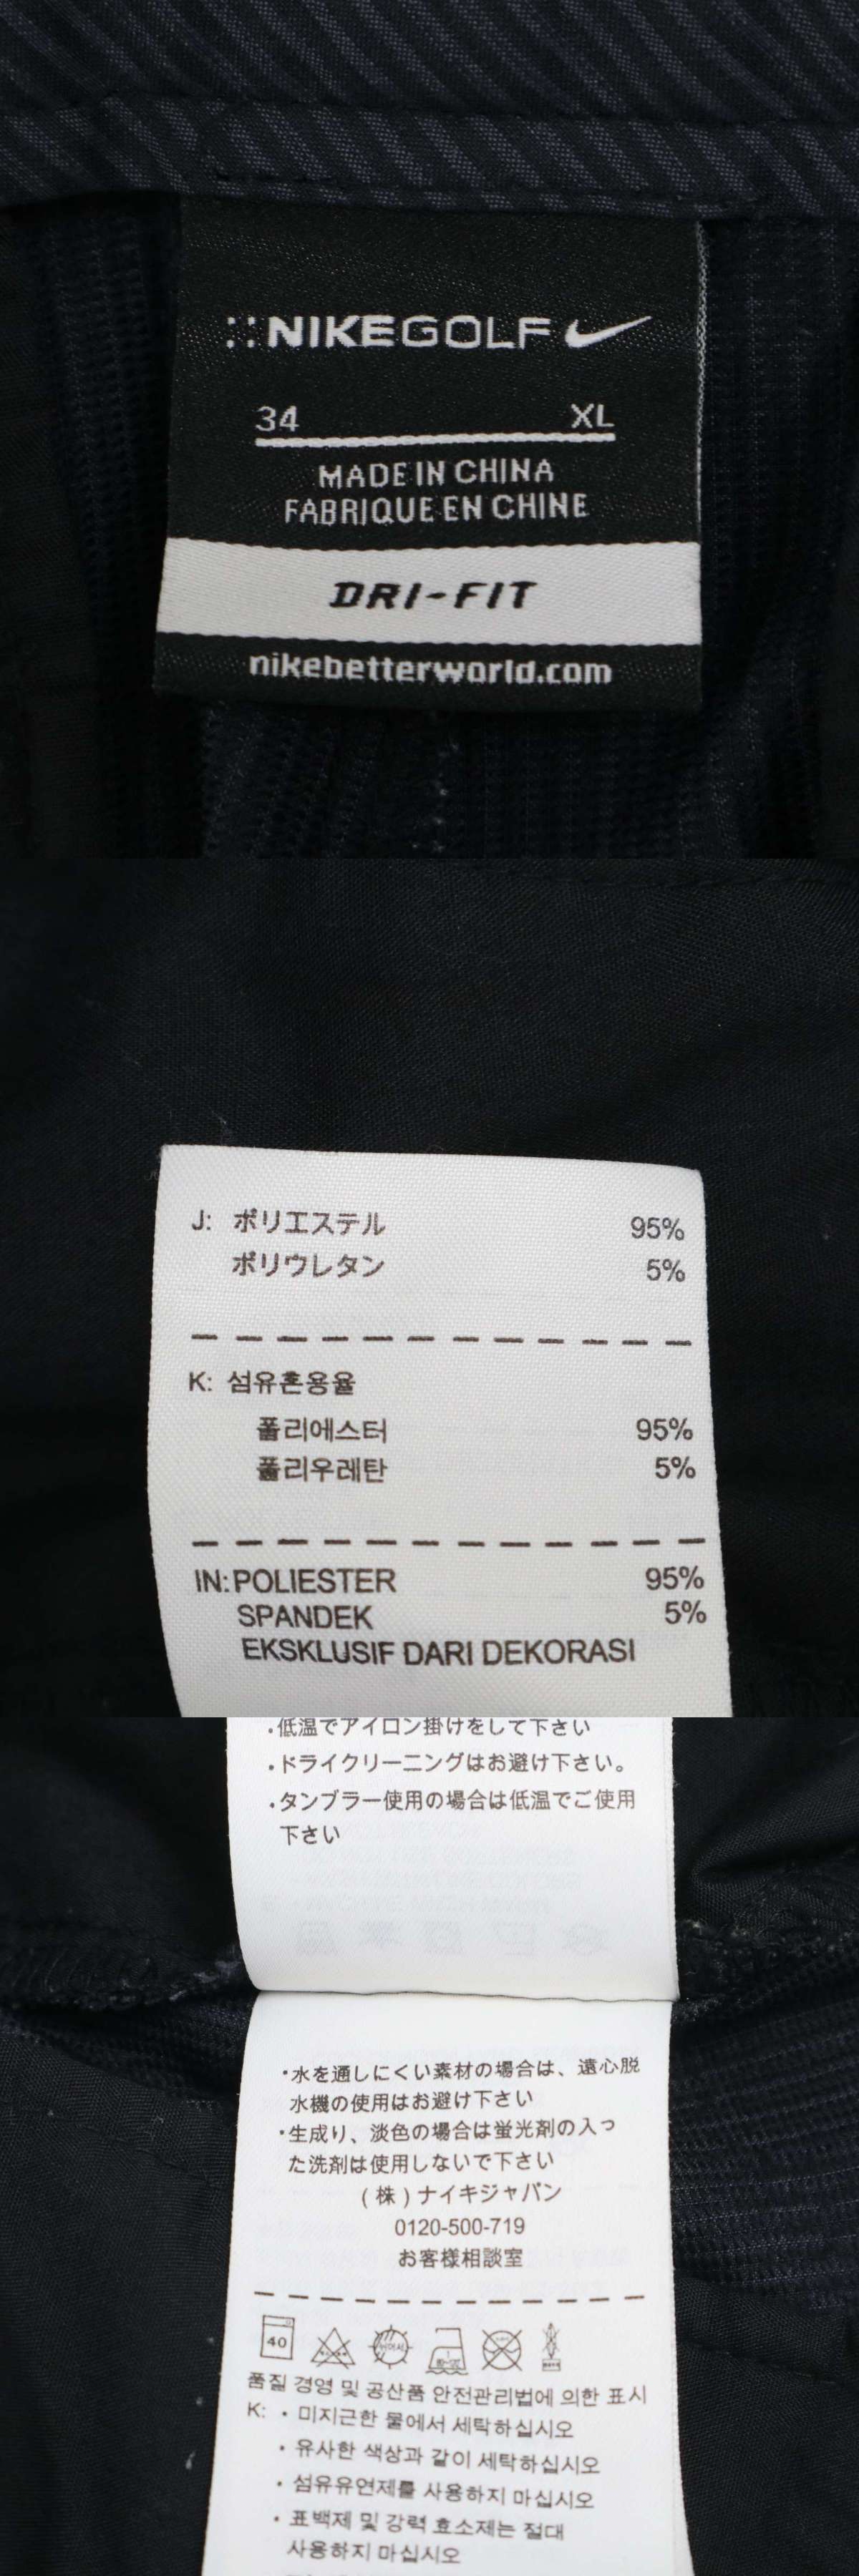 NIKEGOLF
34 XL
MADE IN CHINA
FABRIQUE EN CHINE
DRI-FIT
nikebetterworld.com
J: ポリエステル 95%
ポリウレタン 5%
K: 섬유혼용율
폴리에스터 95%
폴리우레탄 5%
IN: POLIESTER 95%
SPANDEK 5%
EKSKLUSIF DARI DEKORASI
・低温でアイロン掛けをして下さい
・ドライクリーニングはお避け下さい。
・タンブラー使用の場合は低温でご使用
下さい
・水を通しにくい素材の場合は、遠心脱
水機の使用はお避け下さい
・生成り、淡色の場合は蛍光剤の入っ
た洗剤は使用しないで下さい
(株)ナイキジャパン
0120-500-719
お客様相談室
40
품질 경영 및 공산품 안전관리법에 의한 표시
K: • 미지근한 물에서 세탁하십시오
• 유사한 색상과 같이 세탁하십시오
• 섬유유연제를 사용하지 마십시오
• 표백제 및 강력 효소제는 절대
사용하지 마십시오